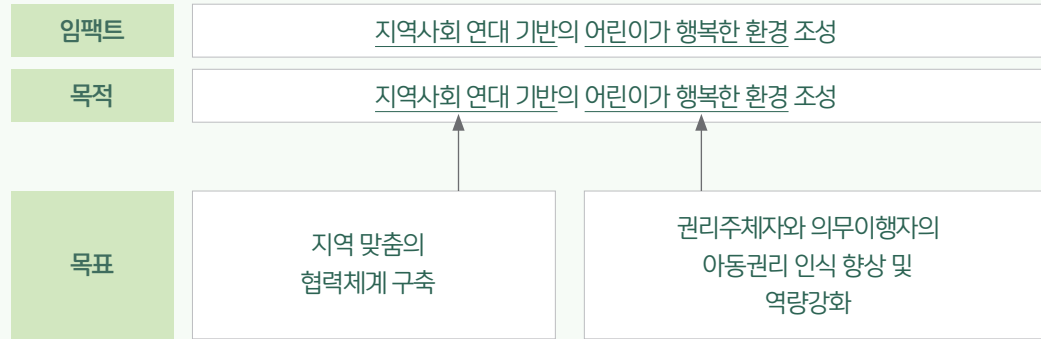 임팩트
지역사회 연대 기반의 어린이가 행복한 환경 조성
목적
지역사회 연대 기반의 어린이가 행복한 환경 조성
목표
지역 맞춤의
협력체계 구축
권리주체자와 의무이행자의
아동권리 인식 향상 및
역량강화